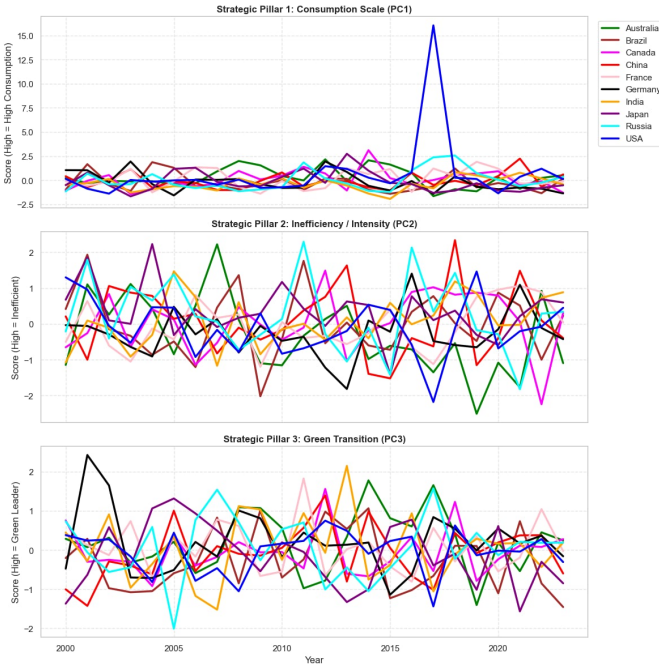 Strategic Pillar 1: Consumption Scale (PC1)
Score (High = High Consumption)
15.0
12.5
10.0
7.5
5.0
2.5
0.0
−2.5
Australia
Brazil
Canada
China
France
Germany
India
Japan
Russia
USA
Strategic Pillar 2: Inefficiency / Intensity (PC2)
Score (High = Inefficient)
2
1
0
−1
−2
Strategic Pillar 3: Green Transition (PC3)
Score (High = Green Leader)
2
1
0
−1
−2
2000
2005
2010
2015
2020
Year